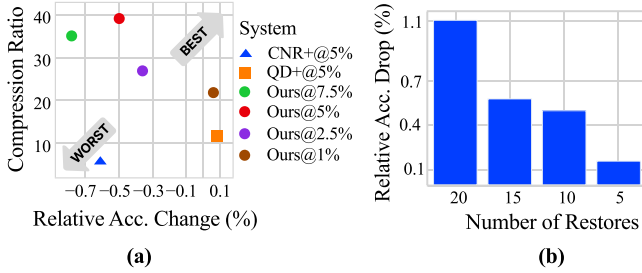 Compression Ratio
40
30
20
10
BEST
WORST
−0.7 −0.5 −0.3 −0.1 0.1
Relative Acc. Change (%)
(a)
System
CNR+@5%
QD+@5%
Ours@7.5%
Ours@5%
Ours@2.5%
Ours@1%
Relative Acc. Drop (%)
1.1
0.7
0.4
0.1
20 15 10 5
Number of Restores
(b)